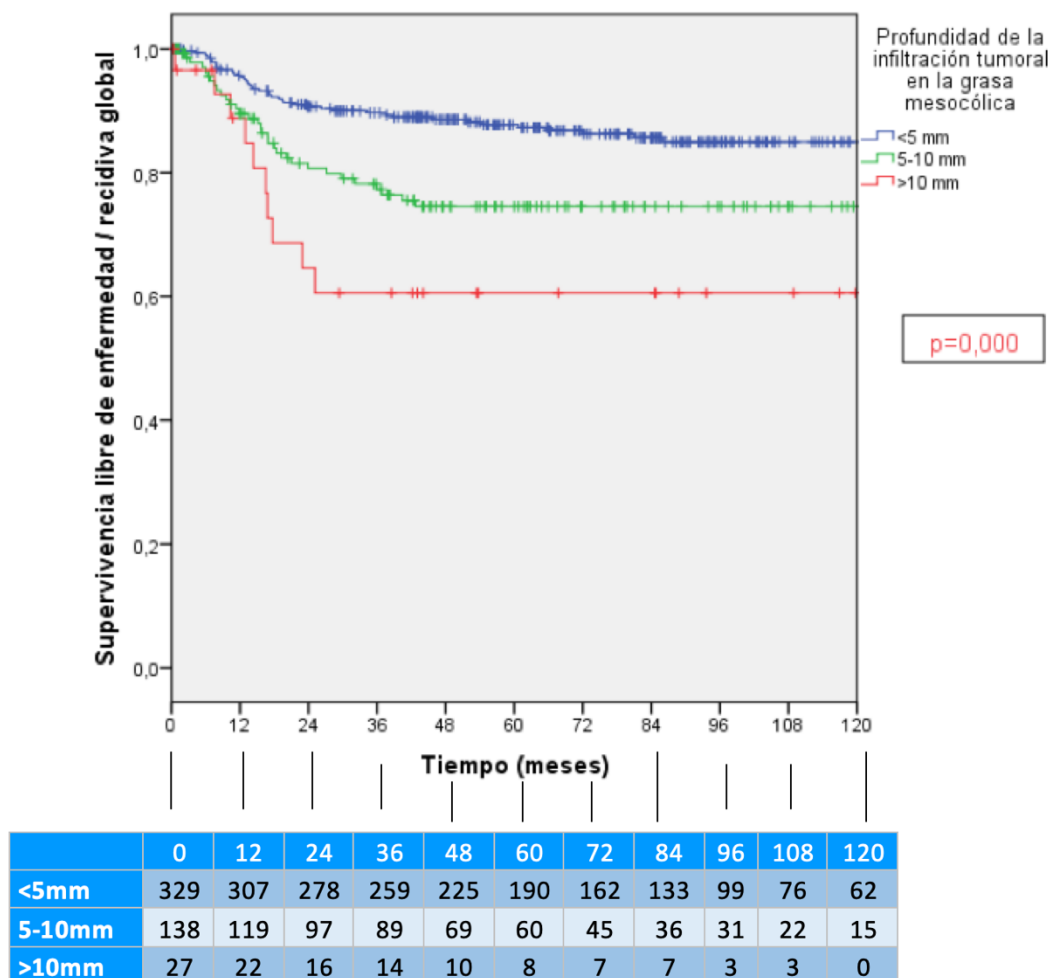 Supervivencia libre de enfermedad / recidiva global
1,0
0,8
0,6
0,4
0,2
0,0
0 12 24 36 48 60 72 84 96 108 120
Tiempo (meses)
Profundidad de la
infiltración tumoral
en la grasa
mesocólica
<5 mm
5-10 mm
>10 mm
p=0,000
0 12 24 36 48 60 72 84 96 108 120
<5mm 329 307 278 259 225 190 162 133 99 76 62
5-10mm 138 119 97 89 69 60 45 36 31 22 15
>10mm 27 22 16 14 10 8 7 7 3 3 0